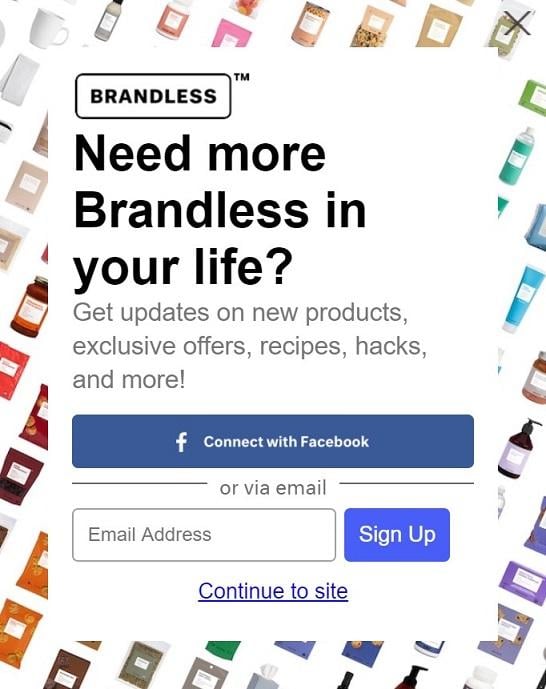 BRANDLESS™
Need more
Brandless in
your life?
Get updates on new products,
exclusive offers, recipes, hacks,
and more!
f Connect with Facebook
or via email
Email Address
Sign Up
Continue to site